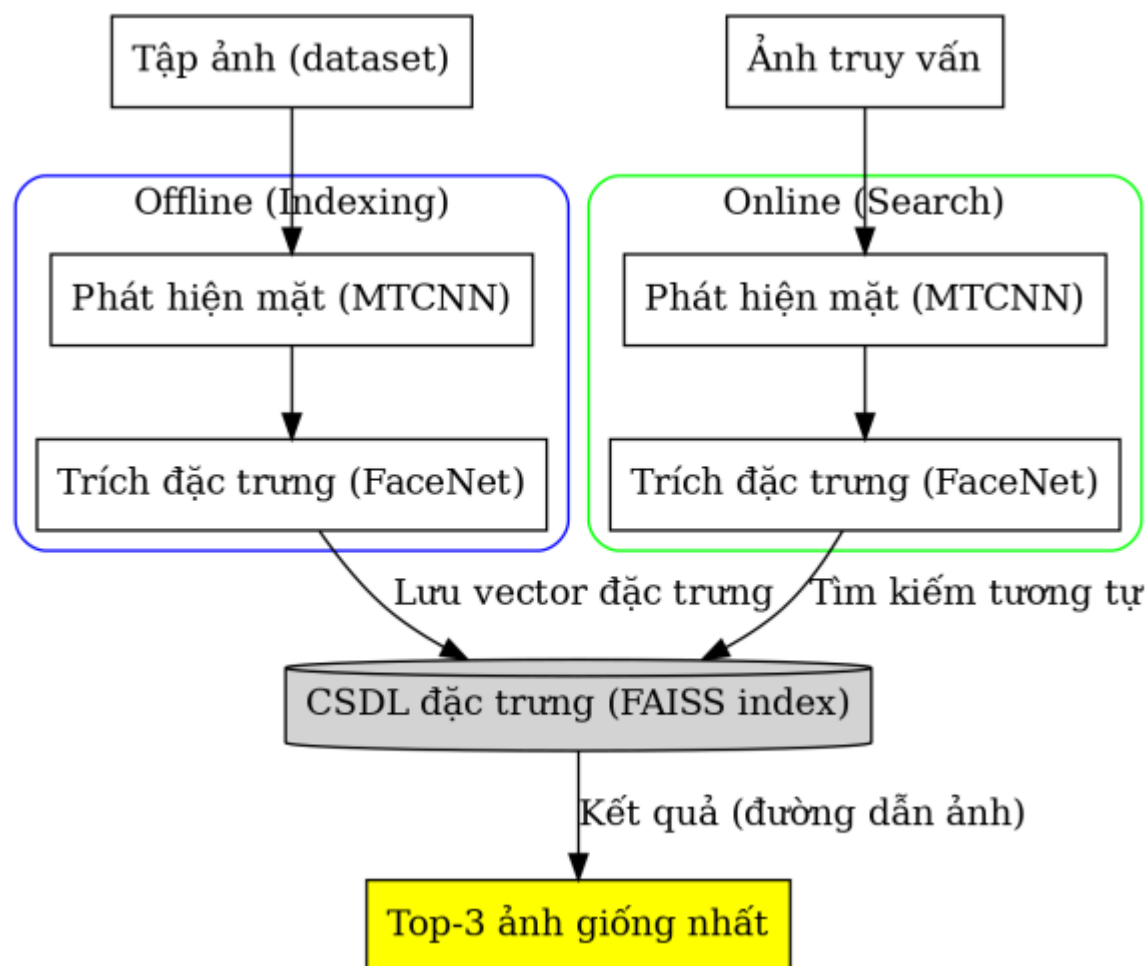 Tập ảnh (dataset)
Ảnh truy vấn
Offline (Indexing)
Online (Search)
Phát hiện mặt (MTCNN)
Phát hiện mặt (MTCNN)
Trích đặc trưng (FaceNet)
Trích đặc trưng (FaceNet)
Lưu vector đặc trưng
Tìm kiếm tương tự
CSDL đặc trưng (FAISS index)
Kết quả (đường dẫn ảnh)
Top-3 ảnh giống nhất